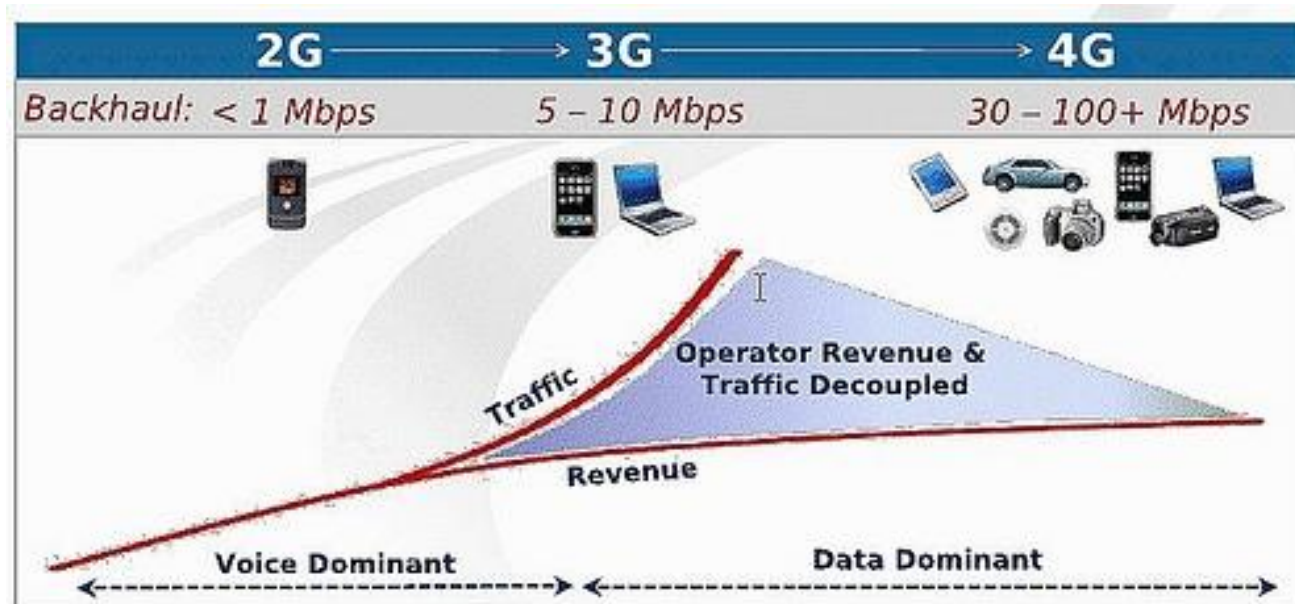 2G 3G 4G
Backhaul: < 1 Mbps 5 – 10 Mbps 30 – 100+ Mbps
Operator Revenue &
Traffic Decoupled
Traffic
Revenue
Voice Dominant Data Dominant